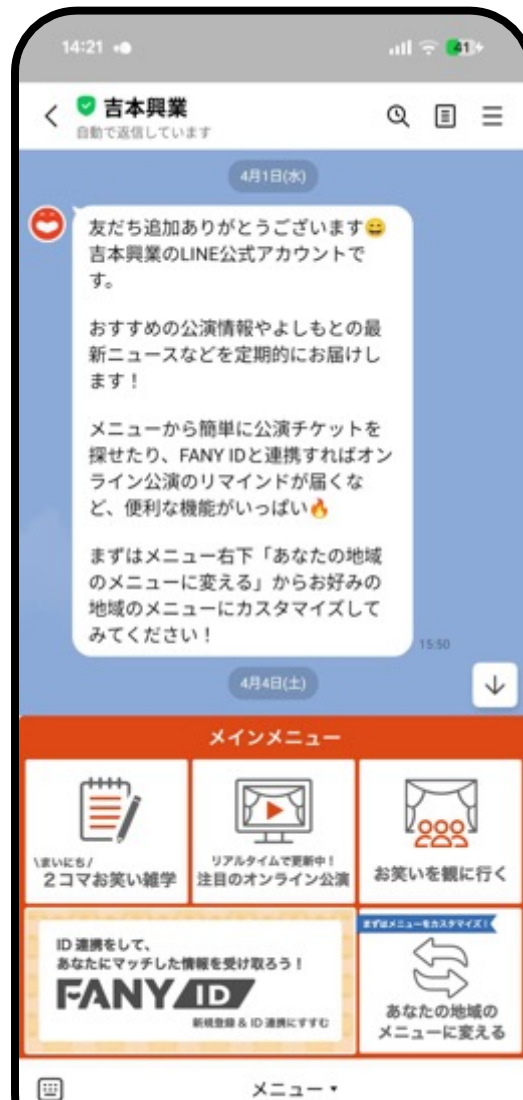 14:21
41
吉本興業
自動で返信しています
4月1日(水)
友だち追加ありがとうございます😄
吉本興業のLINE公式アカウントで
す。
おすすめの公演情報やよしもとの最
新ニュースなどを定期的にお届けし
ます!
メニューから簡単に公演チケットを
探せたり、FANY IDと連携すればオン
ライン公演のリマインドが届くな
ど、便利な機能がいっぱい🔥
まずはメニュー右下「あなたの地域
のメニューに変える」からお好みの
地域のメニューにカスタマイズして
みてください!
15:50
4月4日(土)
メインメニュー
\まいにち/
2コマお笑い雑学
リアルタイムで更新中!
注目のオンライン公演
お笑いを観に行く
ID連携をして、
あなたにマッチした情報を受け取ろう!
FANY ID
新規登録 & ID連携にすすむ
まずはメニューをカスタマイズ!
あなたの地域の
メニューに変える
メニュー